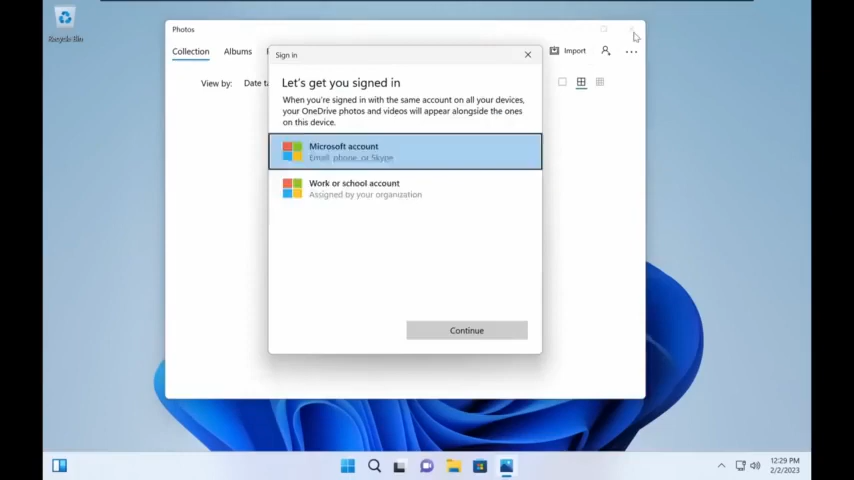 Recycle Bin
Photos
Collection Albums
Import
View by: Date ta
Sign in
Let's get you signed in
When you're signed in with the same account on all your devices,
your OneDrive photos and videos will appear alongside the ones
on this device.
Microsoft account
Email, phone, or Skype
Work or school account
Assigned by your organization
Continue
12:29 PM
2/2/2023